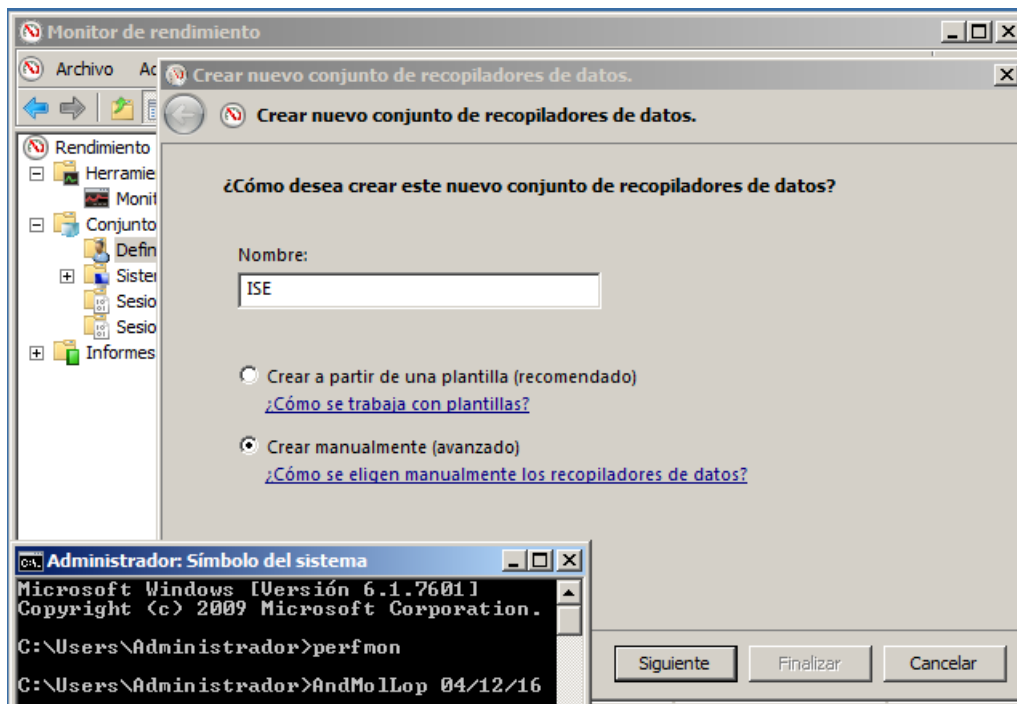 Monitor de rendimiento
Archivo Ac
Crear nuevo conjunto de recopiladores de datos.
Crear nuevo conjunto de recopiladores de datos.
Rendimiento
Herramie
Monit
Conjunto
Defin
Sister
Sesio
Sesio
Informes
¿Cómo desea crear este nuevo conjunto de recopiladores de datos?
Nombre:
ISE
Crear a partir de una plantilla (recomendado)
¿Cómo se trabaja con plantillas?
Crear manualmente (avanzado)
¿Cómo se eligen manualmente los recopiladores de datos?
Administrador: Símbolo del sistema
Microsoft Windows [Versión 6.1.7601]
Copyright (c) 2009 Microsoft Corporation.
C:\Users\Administrador>perfmon
C:\Users\Administrador>AndMolLop 04/12/16
Siguiente Finalizar Cancelar